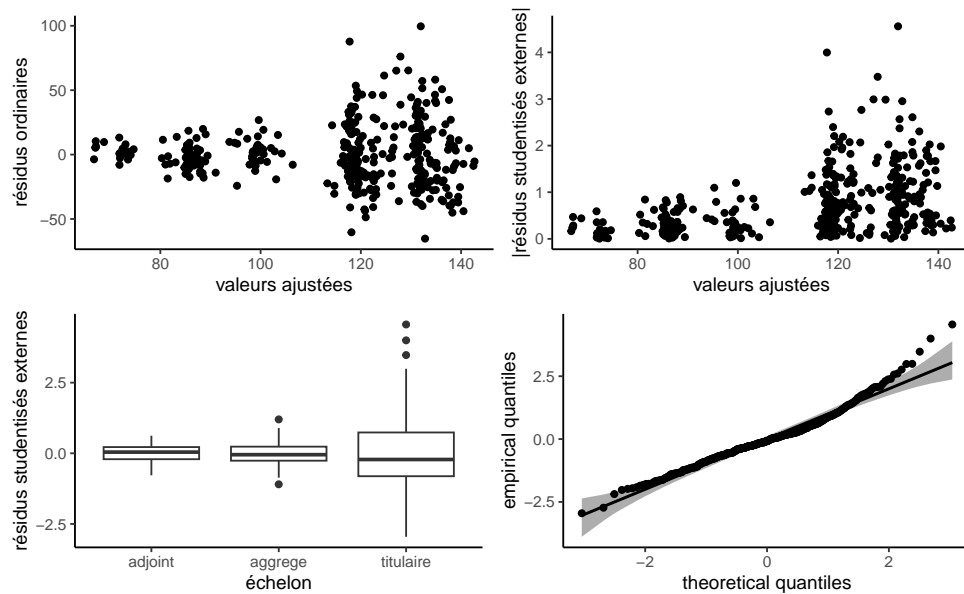 résidus ordinaires
100
50
0
−50
80
100
120
140
valeurs ajustées
|résidus studentisés externes|
4
3
2
1
0
80
100
120
140
valeurs ajustées
résidus studentisés externes
2.5
0.0
−2.5
adjoint
aggrege
titulaire
échelon
empirical quantiles
2.5
0.0
−2.5
−2
0
2
theoretical quantiles